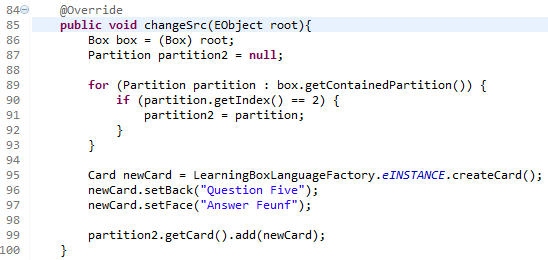 84 @Override
85 public void changeSrc(EObject root){
86 Box box = (Box) root;
87 Partition partition2 = null;
88
89 for (Partition partition : box.getContainedPartition()) {
90 if (partition.getIndex() == 2) {
91 partition2 = partition;
92 }
93 }
94
95 Card newCard = LearningBoxLanguageFactory.eINSTANCE.createCard();
96 newCard.setBack("Question Five");
97 newCard.setFace("Answer Feunf");
98
99 partition2.getCard().add(newCard);
100 }